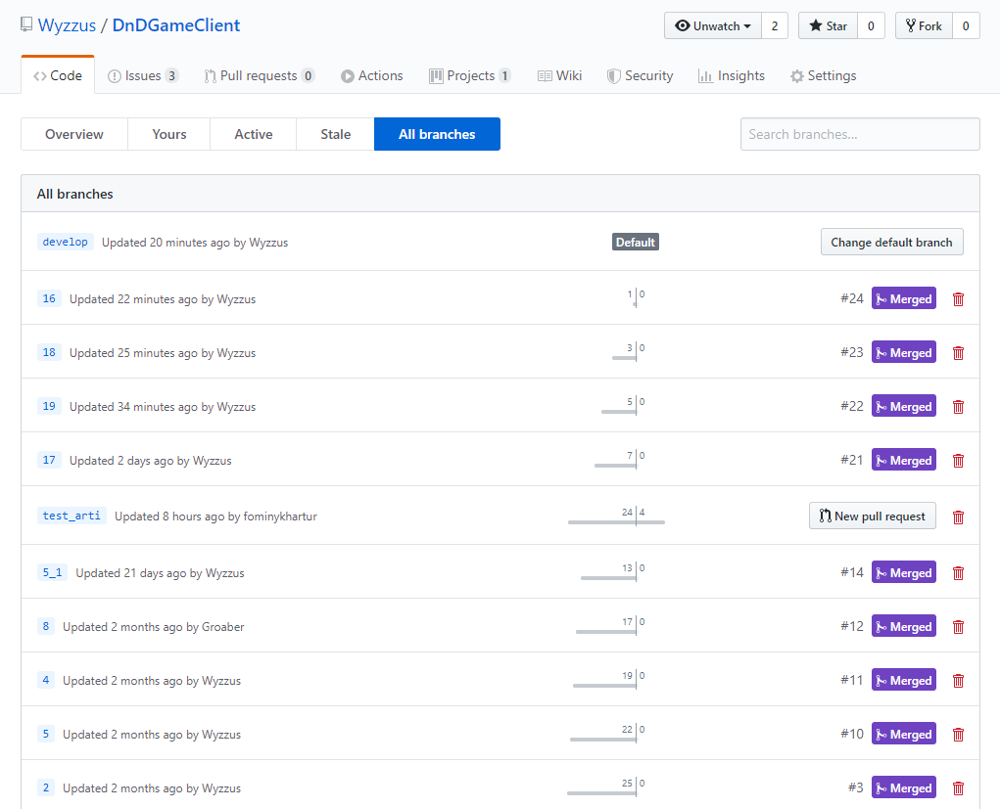 Wyzzus / DnDGameClient Unwatch 2 Star 0 Fork 0
Code Issues 3 Pull requests 0 Actions Projects 1 Wiki Security Insights Settings
Overview Yours Active Stale All branches Search branches...
All branches
develop Updated 20 minutes ago by Wyzzus Default Change default branch
16 Updated 22 minutes ago by Wyzzus 1 0 #24 Merged
18 Updated 25 minutes ago by Wyzzus 3 0 #23 Merged
19 Updated 34 minutes ago by Wyzzus 5 0 #22 Merged
17 Updated 2 days ago by Wyzzus 7 0 #21 Merged
test_arti Updated 8 hours ago by fominykhartur 24 4 New pull request
5_1 Updated 21 days ago by Wyzzus 13 0 #14 Merged
8 Updated 2 months ago by Groaber 17 0 #12 Merged
4 Updated 2 months ago by Wyzzus 19 0 #11 Merged
5 Updated 2 months ago by Wyzzus 22 0 #10 Merged
2 Updated 2 months ago by Wyzzus 25 0 #3 Merged